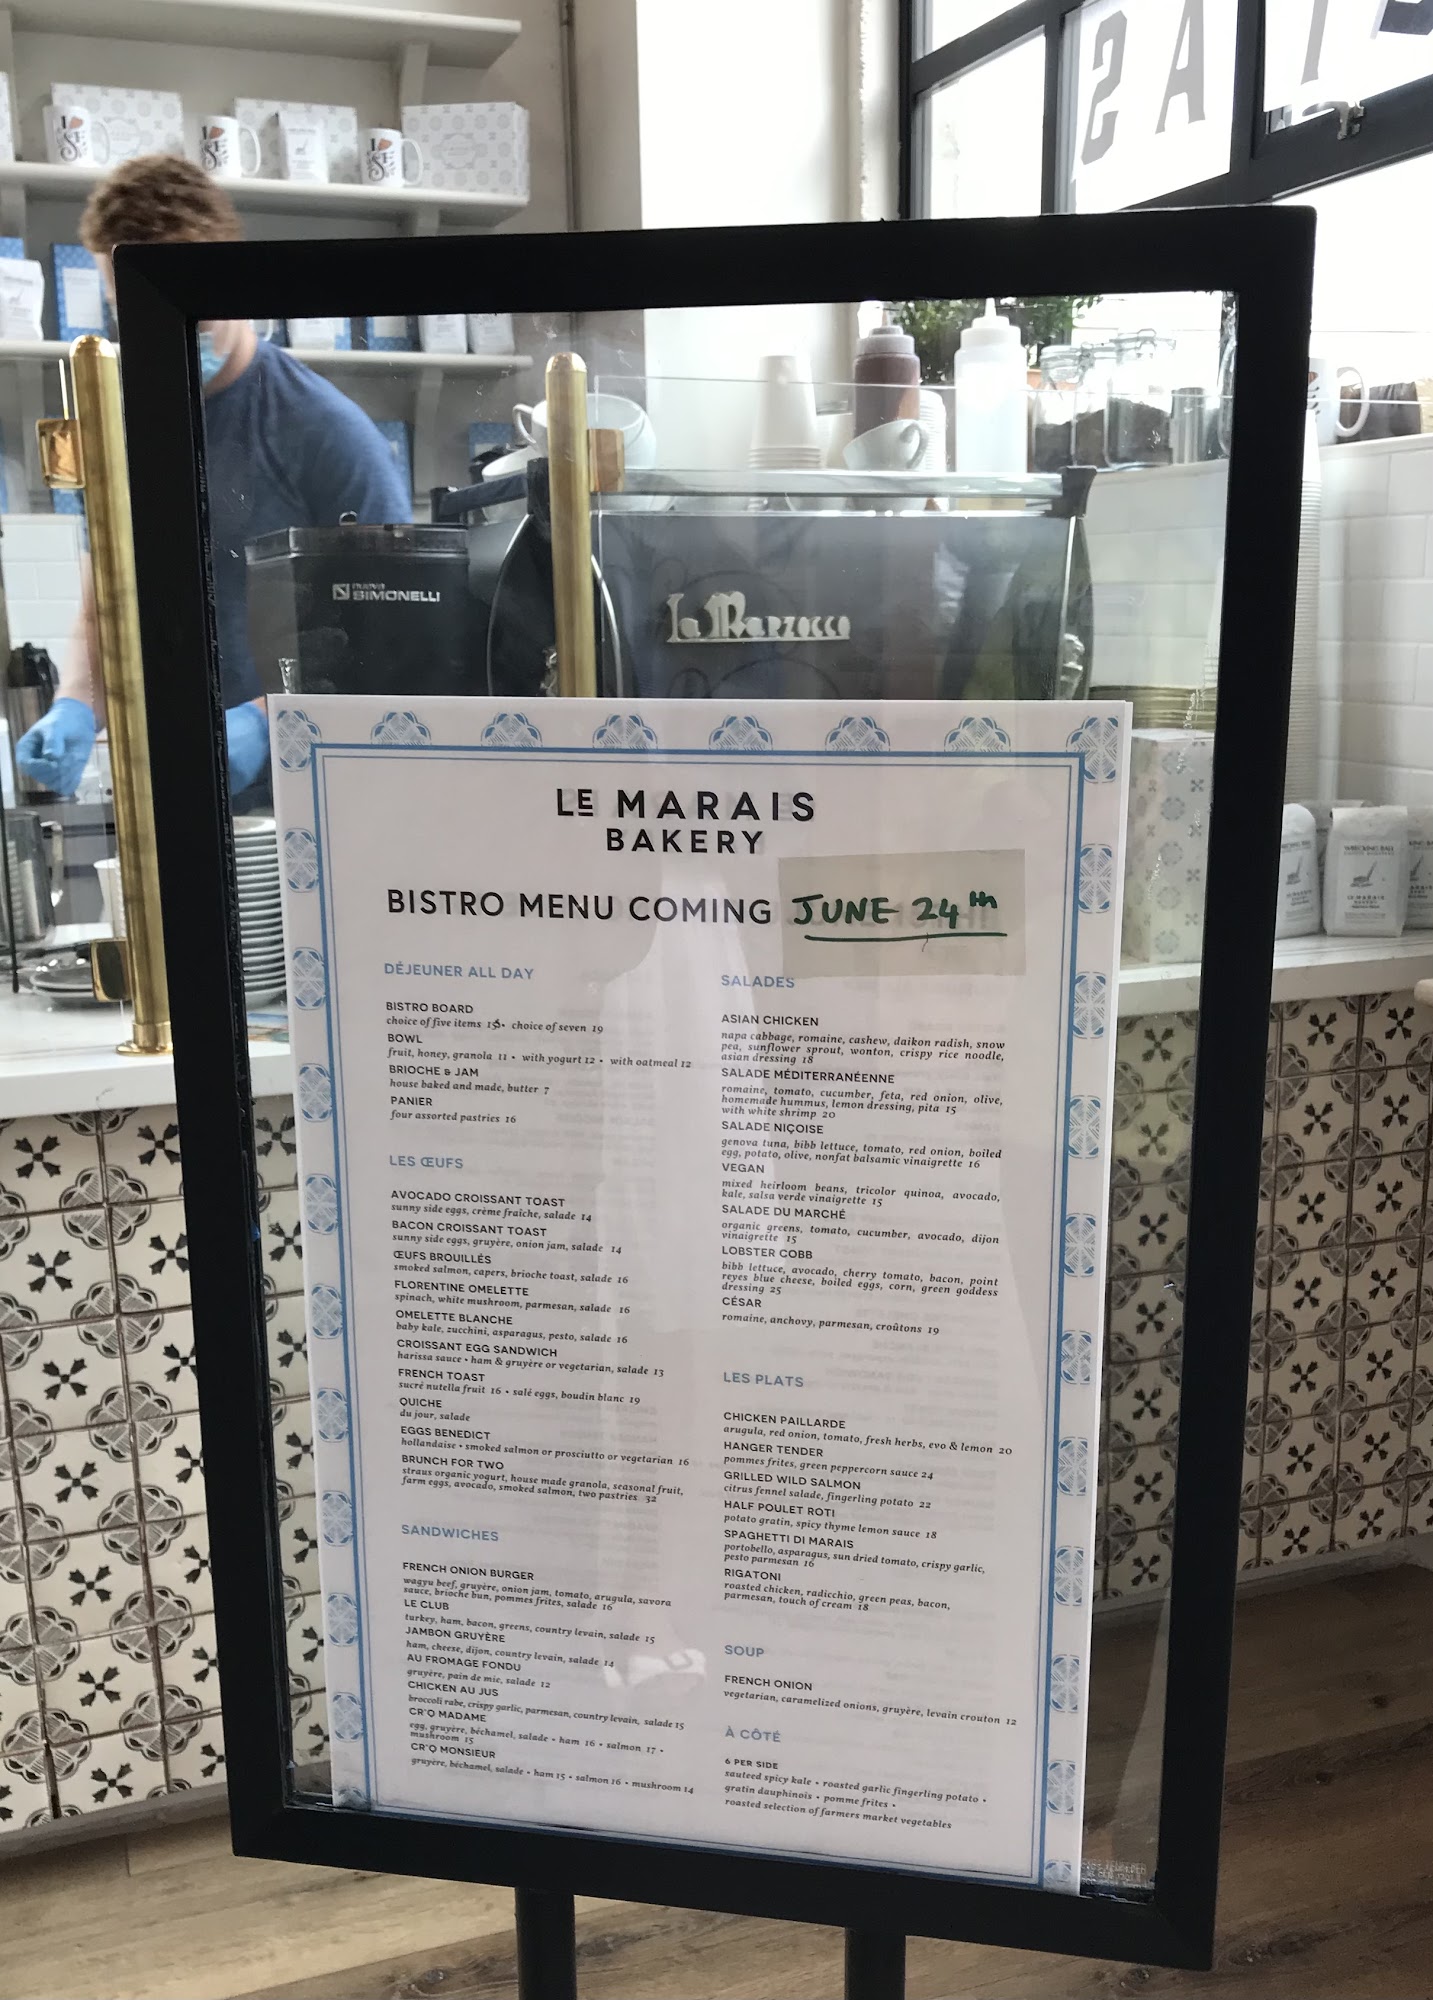 SA
nuova
SIMONELLI
La Marzocco
LE MARAIS
BAKERY
BISTRO MENU COMING JUNE 24th
DÉJEUNER ALL DAY
BISTRO BOARD
choice of five items 15 • choice of seven 19
BOWL
fruit, honey, granola 11 • with yogurt 12 • with oatmeal 12
BRIOCHE & JAM
house baked and made, butter 7
PANIER
four assorted pastries 16
LES ŒUFS
AVOCADO CROISSANT TOAST
sunny side eggs, crème fraîche, salade 14
BACON CROISSANT TOAST
sunny side eggs, gruyère, onion jam, salade 14
ŒUFS BROUILLÉS
smoked salmon, capers, brioche toast, salade 16
FLORENTINE OMELETTE
spinach, white mushroom, parmesan, salade 16
OMELETTE BLANCHE
baby kale, zucchini, asparagus, pesto, salade 16
CROISSANT EGG SANDWICH
harissa sauce • ham & gruyère or vegetarian, salade 13
FRENCH TOAST
sucré nutella fruit 16 • salé eggs, boudin blanc 19
QUICHE
du jour, salade
EGGS BENEDICT
hollandaise • smoked salmon or prosciutto or vegetarian 16
BRUNCH FOR TWO
straus organic yogurt, house made granola, seasonal fruit,
farm eggs, avocado, smoked salmon, two pastries 32
SANDWICHES
FRENCH ONION BURGER
wagyu beef, gruyère, onion jam, tomato, arugula, savora
sauce, brioche bun, pommes frites, salade 16
LE CLUB
turkey, ham, bacon, greens, country levain, salade 15
JAMBON GRUYÈRE
ham, cheese, dijon, country levain, salade 14
AU FROMAGE FONDU
gruyère, pain de mie, salade 12
CHICKEN AU JUS
broccoli rabe, crispy garlic, parmesan, country levain, salade 15
CR'Q MADAME
egg, gruyère, béchamel, salade • ham 16 • salmon 17 •
mushroom 15
CR'Q MONSIEUR
gruyère, béchamel, salade • ham 15 • salmon 16 • mushroom 14
SALADES
ASIAN CHICKEN
napa cabbage, romaine, cashew, daikon radish, snow
pea, sunflower sprout, wonton, crispy rice noodle,
asian dressing 18
SALADE MÉDITERRANÉENNE
romaine, tomato, cucumber, feta, red onion, olive,
homemade hummus, lemon dressing, pita 15
with white shrimp 20
SALADE NIÇOISE
genova tuna, bibb lettuce, tomato, red onion, boiled
egg, potato, olive, nonfat balsamic vinaigrette 16
VEGAN
mixed heirloom beans, tricolor quinoa, avocado,
kale, salsa verde vinaigrette 15
SALADE DU MARCHÉ
organic greens, tomato, cucumber, avocado, dijon
vinaigrette 15
LOBSTER COBB
bibb lettuce, avocado, cherry tomato, bacon, point
reyes blue cheese, boiled eggs, corn, green goddess
dressing 25
CÉSAR
romaine, anchovy, parmesan, croûtons 19
LES PLATS
CHICKEN PAILLARDE
arugula, red onion, tomato, fresh herbs, evo & lemon 20
HANGER TENDER
pommes frites, green peppercorn sauce 24
GRILLED WILD SALMON
citrus fennel salade, fingerling potato 22
HALF POULET ROTI
potato gratin, spicy thyme lemon sauce 18
SPAGHETTI DI MARAIS
portobello, asparagus, sun dried tomato, crispy garlic,
pesto parmesan 16
RIGATONI
roasted chicken, radicchio, green peas, bacon,
parmesan, touch of cream 18
SOUP
FRENCH ONION
vegetarian, caramelized onions, gruyère, levain crouton 12
À CÔTÉ
6 PER SIDE
sauteed spicy kale • roasted garlic fingerling potato •
gratin dauphinois • pomme frites •
roasted selection of farmers market vegetables
WRECKING BALL
LE MARAIS
BAKERY